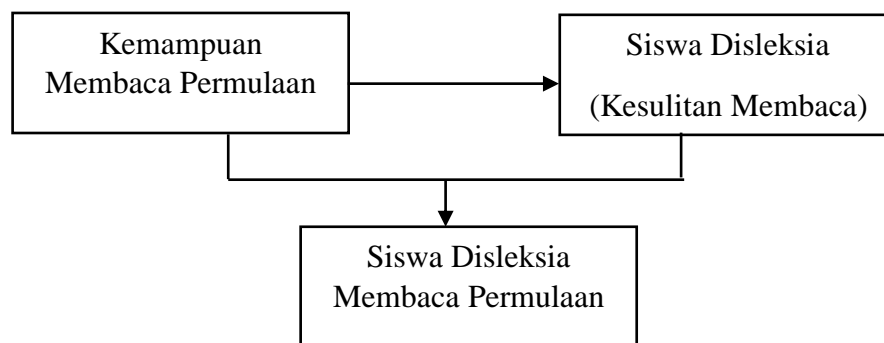 Kemampuan
Membaca Permulaan
Siswa Disleksia
(Kesulitan Membaca)
Siswa Disleksia
Membaca Permulaan